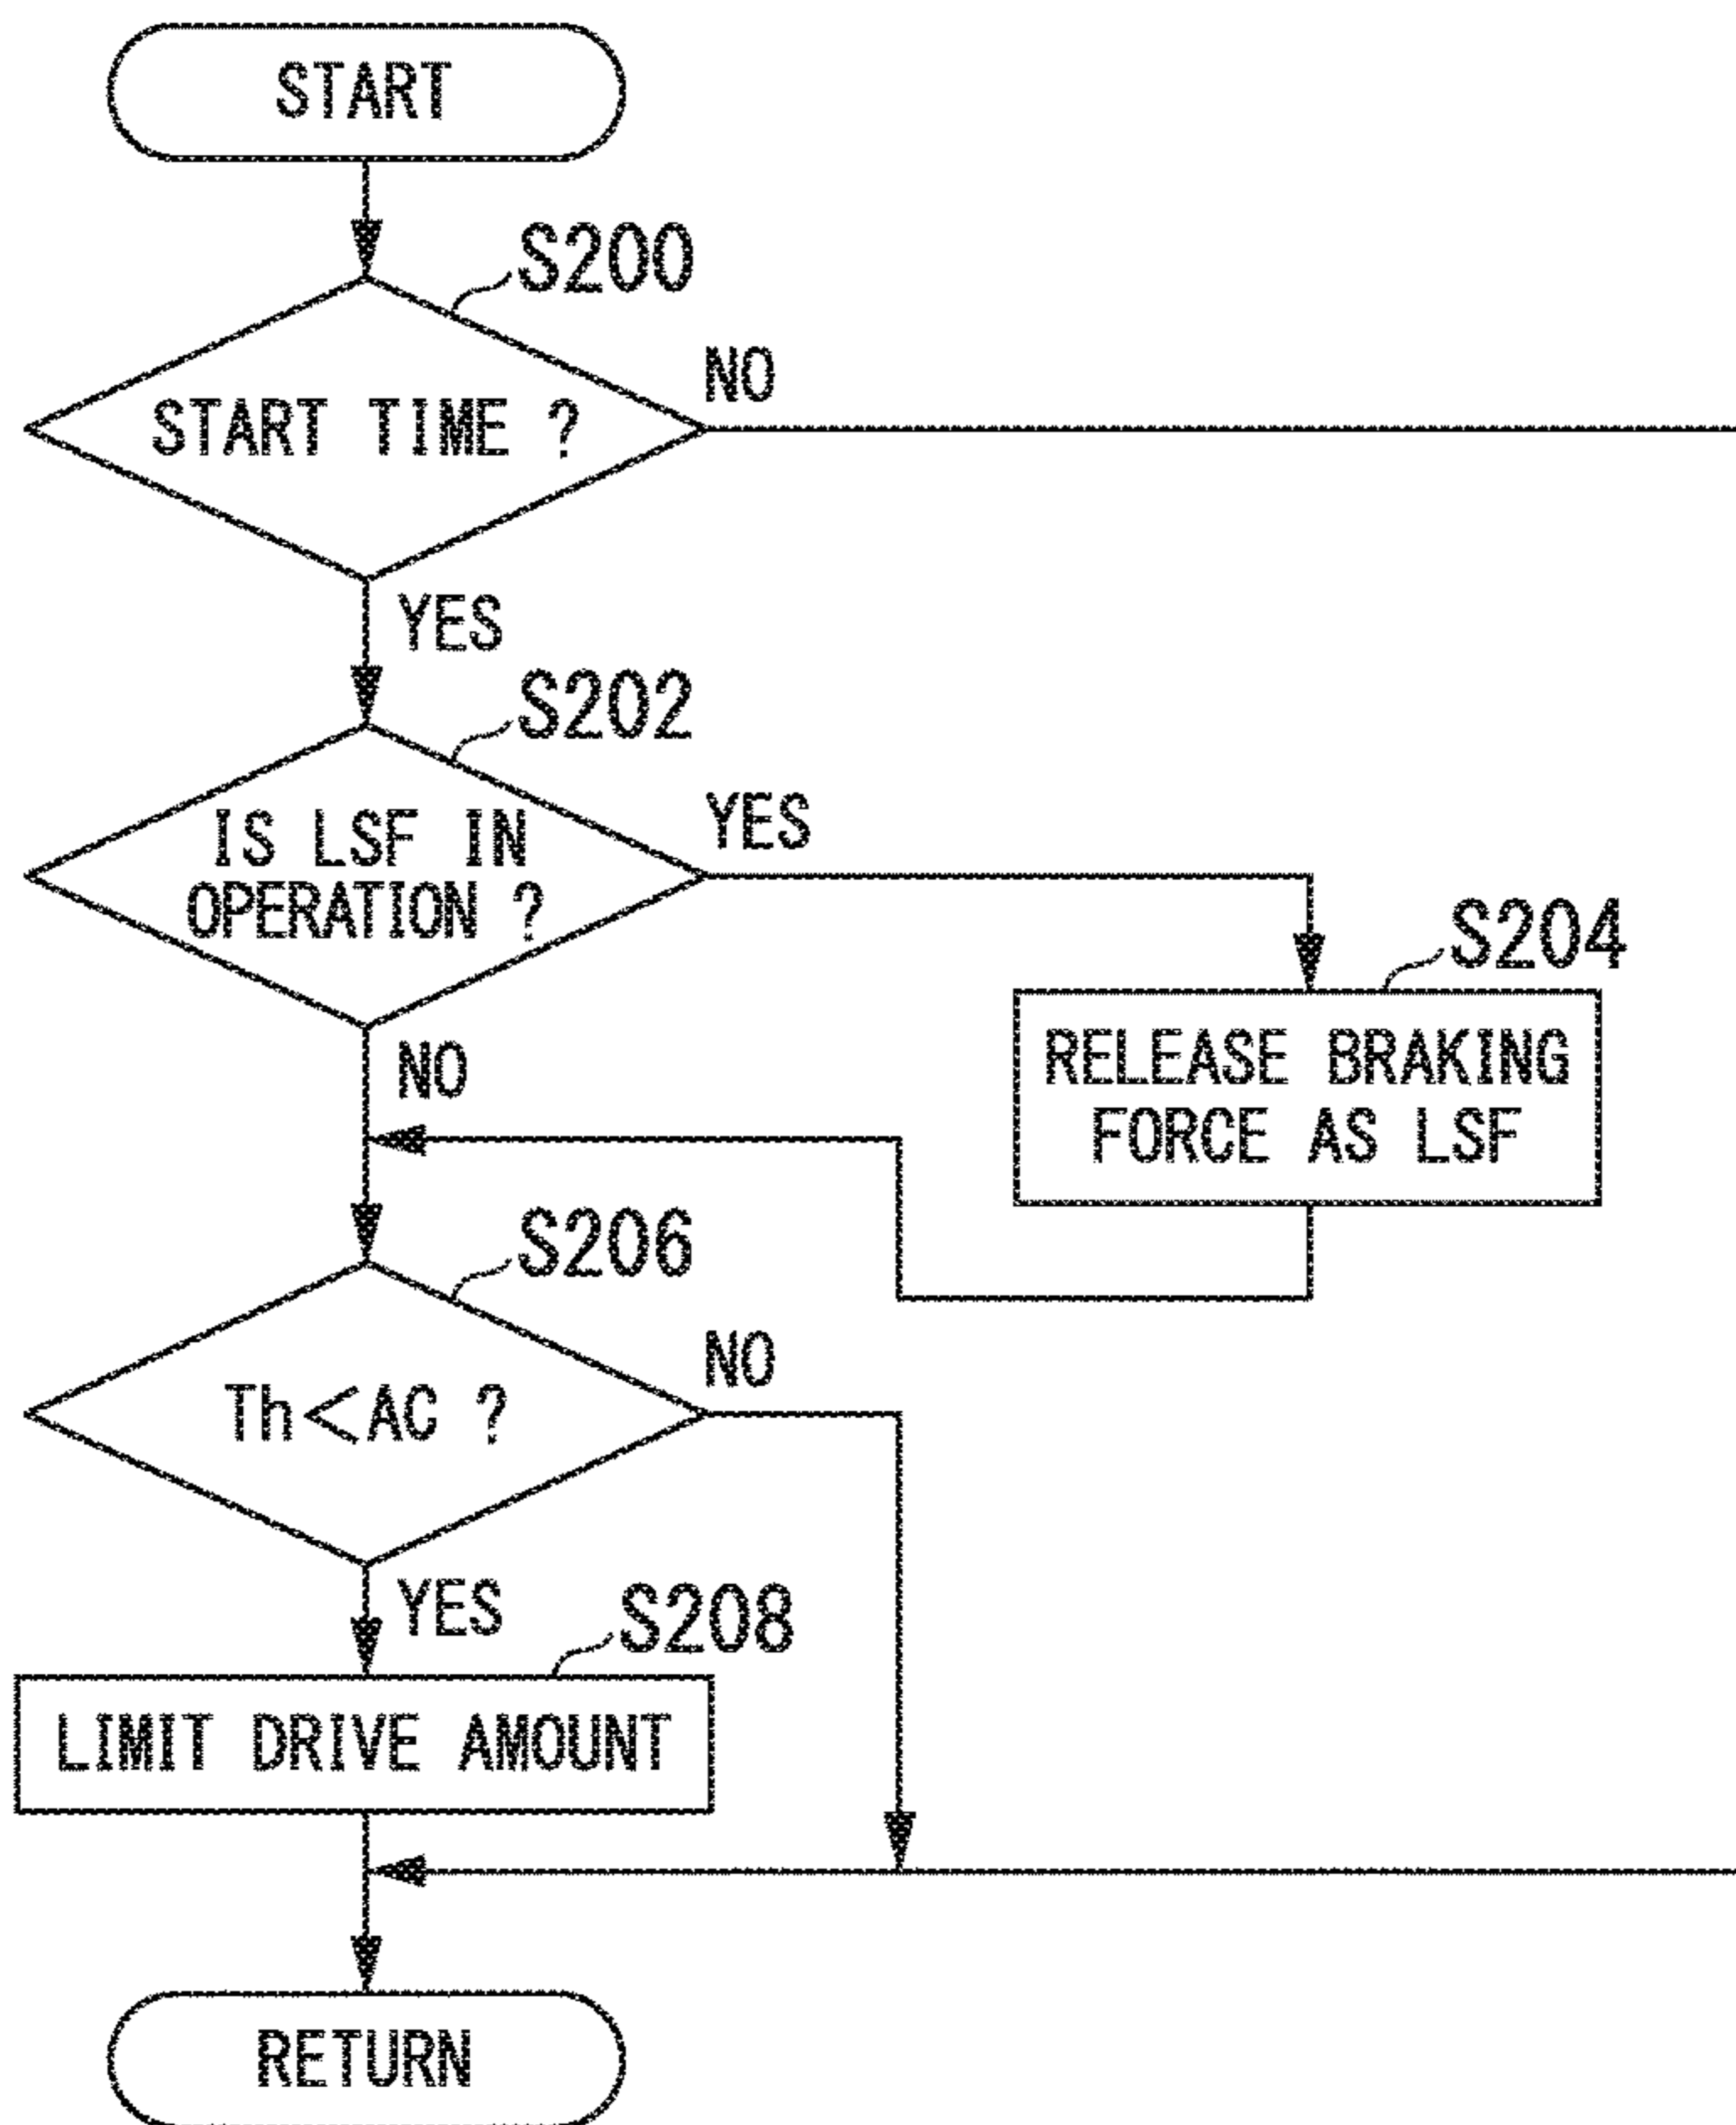 START
S200
START TIME ?
NO
YES
S202
IS LSF IN
OPERATION ?
YES
S204
RELEASE BRAKING
FORCE AS LSF
NO
S206
Th<AC ?
NO
YES
S208
LIMIT DRIVE AMOUNT
RETURN